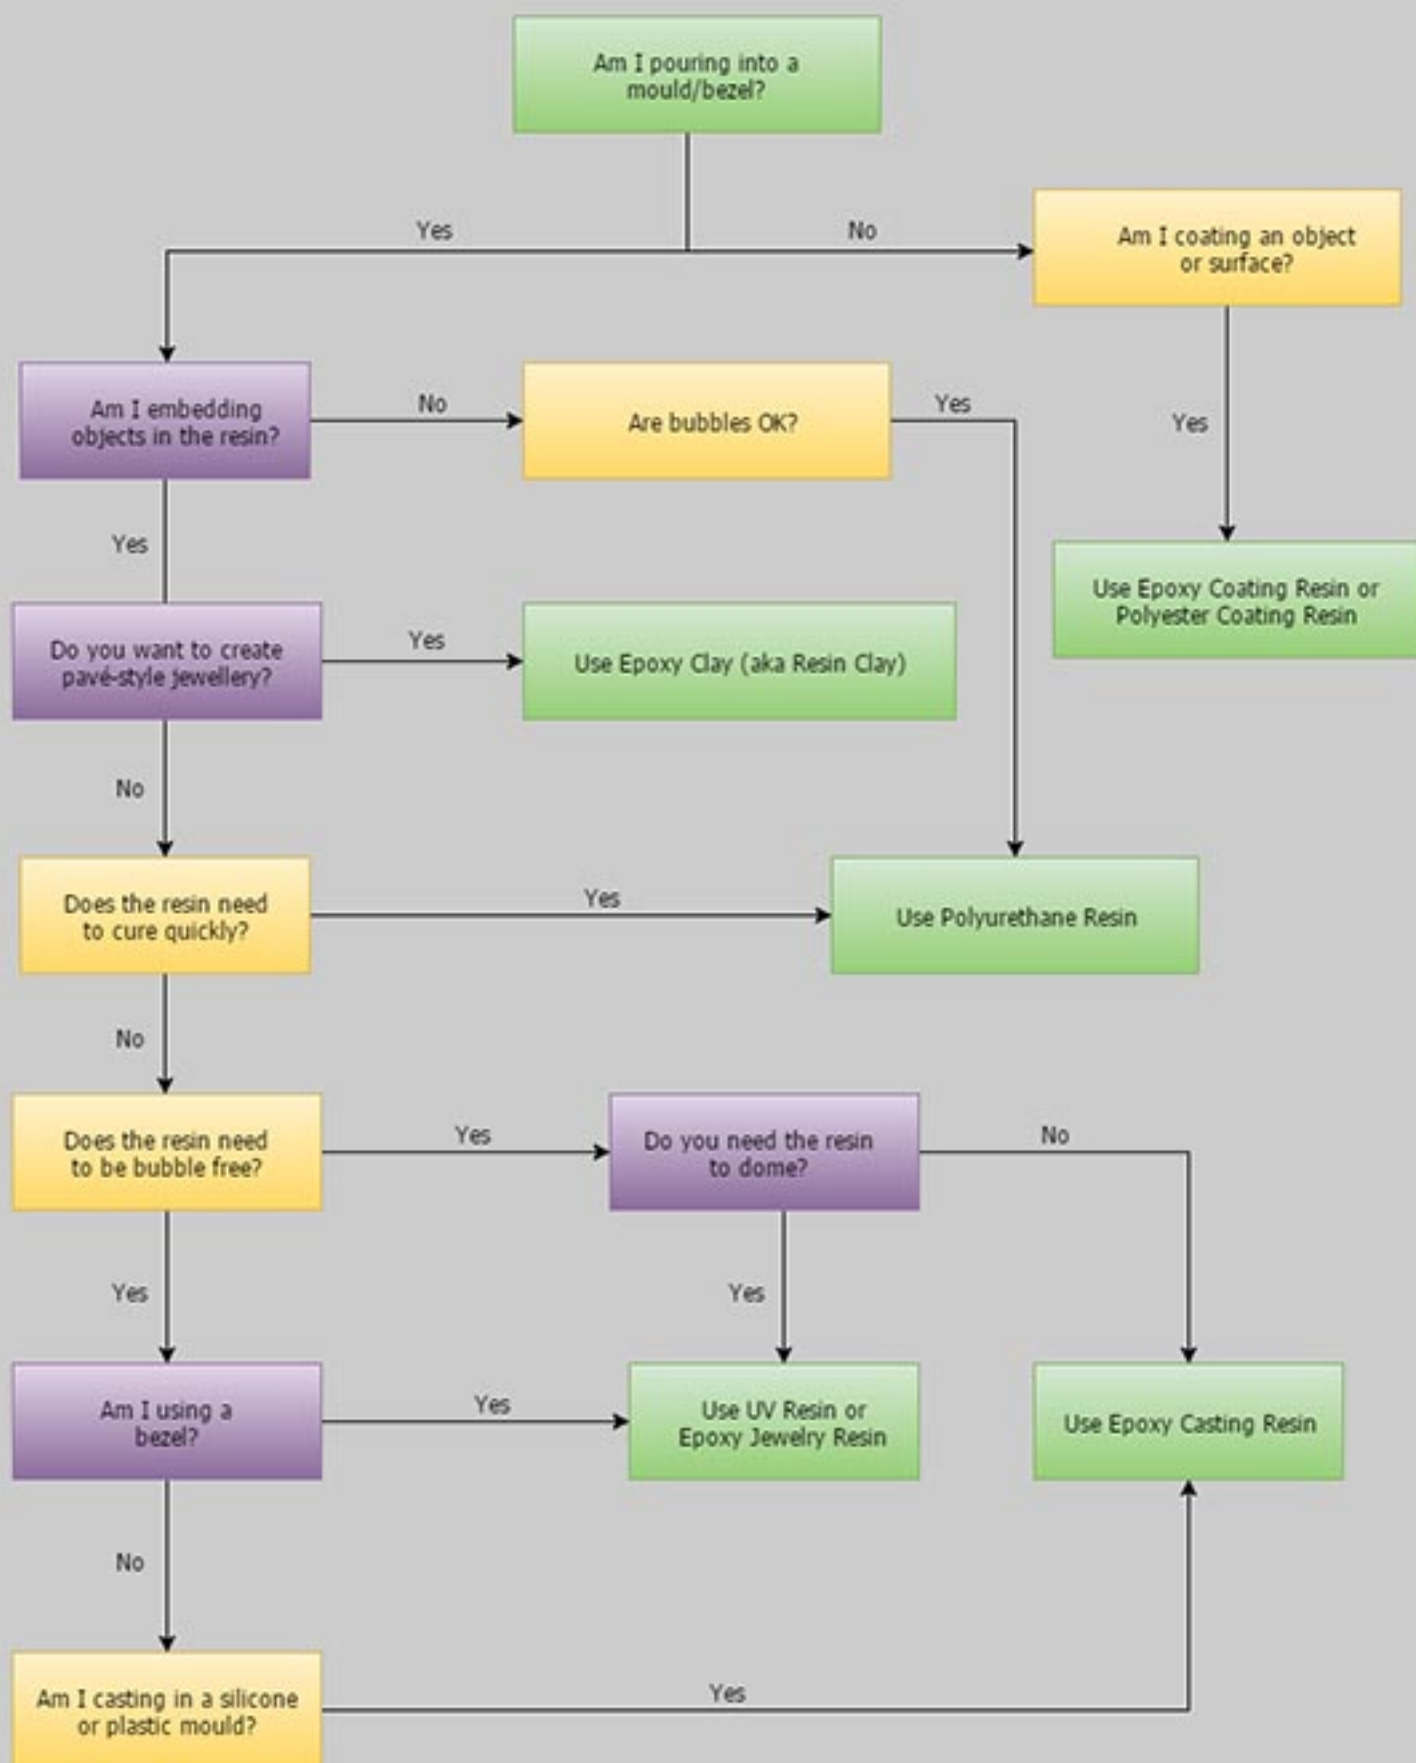 Am I pouring into a
mould/bezel?
Yes
No
Am I coating an object
or surface?
Am I embedding
objects in the resin?
No
Are bubbles OK?
Yes
Yes
Yes
Use Epoxy Coating Resin or
Polyester Coating Resin
Do you want to create
pavé-style jewellery?
Yes
Use Epoxy Clay (aka Resin Clay)
No
Does the resin need
to cure quickly?
Yes
Use Polyurethane Resin
No
Does the resin need
to be bubble free?
Yes
Do you need the resin
to dome?
No
Yes
Yes
Am I using a
bezel?
Yes
Use UV Resin or
Epoxy Jewelry Resin
Use Epoxy Casting Resin
No
Am I casting in a silicone
or plastic mould?
Yes